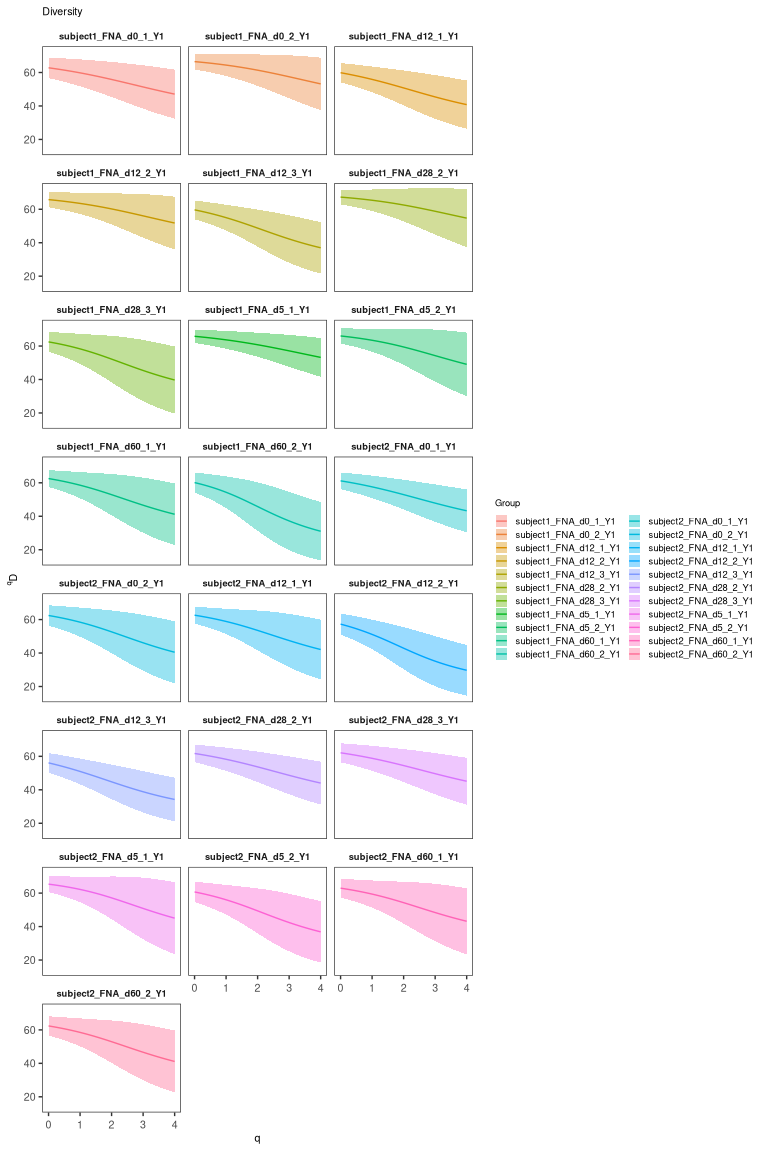 Diversity
subject1_FNA_d0_1_Y1 subject1_FNA_d0_2_Y1 subject1_FNA_d12_1_Y1
60
40
20
subject1_FNA_d12_2_Y1 subject1_FNA_d12_3_Y1 subject1_FNA_d28_2_Y1
60
40
20
subject1_FNA_d28_3_Y1 subject1_FNA_d5_1_Y1 subject1_FNA_d5_2_Y1
60
40
20
subject1_FNA_d60_1_Y1 subject1_FNA_d60_2_Y1 subject2_FNA_d0_1_Y1
60
40
20
qD
subject2_FNA_d0_2_Y1 subject2_FNA_d12_1_Y1 subject2_FNA_d12_2_Y1
60
40
20
subject2_FNA_d12_3_Y1 subject2_FNA_d28_2_Y1 subject2_FNA_d28_3_Y1
60
40
20
subject2_FNA_d5_1_Y1 subject2_FNA_d5_2_Y1 subject2_FNA_d60_1_Y1
60
40
20
0 1 2 3 4 0 1 2 3 4
subject2_FNA_d60_2_Y1
60
40
20
0 1 2 3 4
q
Group
subject1_FNA_d0_1_Y1 subject2_FNA_d0_1_Y1
subject1_FNA_d0_2_Y1 subject2_FNA_d0_2_Y1
subject1_FNA_d12_1_Y1 subject2_FNA_d12_1_Y1
subject1_FNA_d12_2_Y1 subject2_FNA_d12_2_Y1
subject1_FNA_d12_3_Y1 subject2_FNA_d12_3_Y1
subject1_FNA_d28_2_Y1 subject2_FNA_d28_2_Y1
subject1_FNA_d28_3_Y1 subject2_FNA_d28_3_Y1
subject1_FNA_d5_1_Y1 subject2_FNA_d5_1_Y1
subject1_FNA_d5_2_Y1 subject2_FNA_d5_2_Y1
subject1_FNA_d60_1_Y1 subject2_FNA_d60_1_Y1
subject1_FNA_d60_2_Y1 subject2_FNA_d60_2_Y1